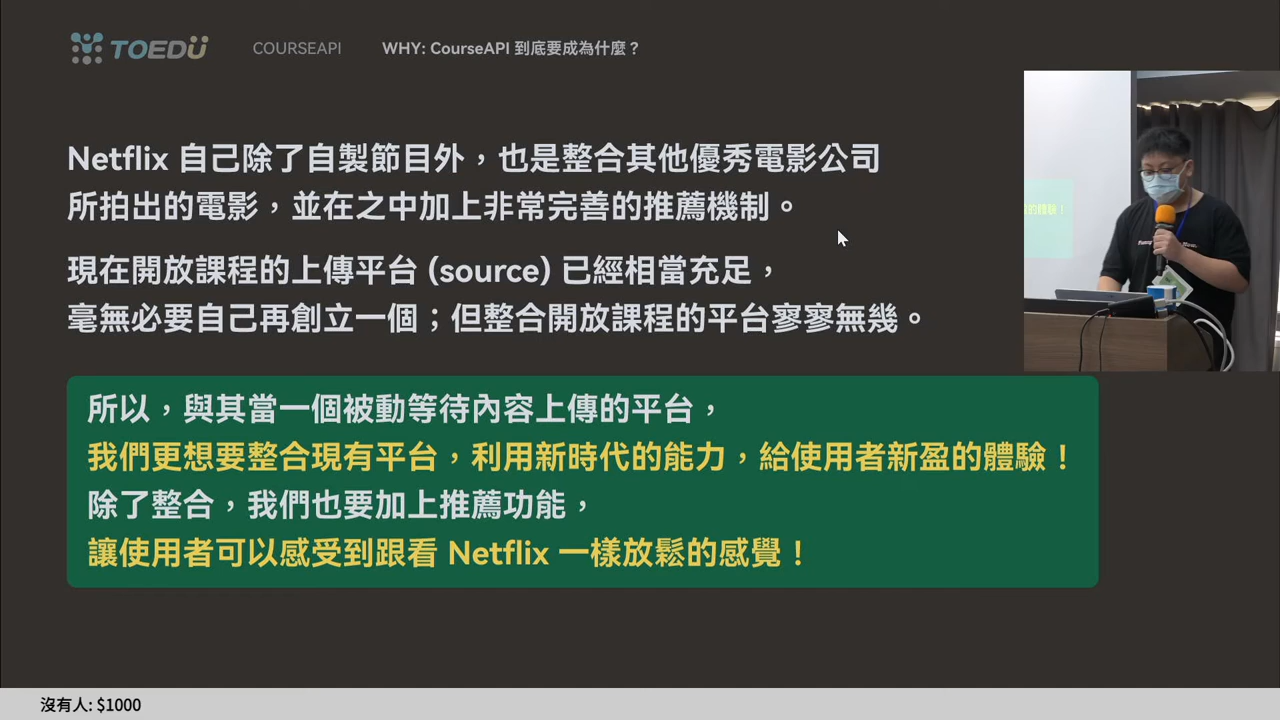 TOEDU
COURSEAPI
WHY: CourseAPI 到底要成為什麼？
Netflix 自己除了自製節目外，也是整合其他優秀電影公司
所拍出的電影，並在之中加上非常完善的推薦機制。
現在開放課程的上傳平台 (source) 已經相當充足，
毫無必要自己再創立一個；但整合開放課程的平台寥寥無幾。
所以，與其當一個被動等待內容上傳的平台，
我們更想要整合現有平台，利用新時代的能力，給使用者新盈的體驗！
除了整合，我們也要加上推薦功能，
讓使用者可以感受到跟看 Netflix 一樣放鬆的感覺！
沒有人: $1000